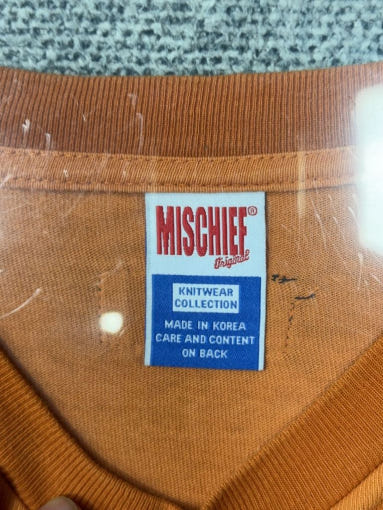 MISCHIEF®
Original
KNITWEAR
COLLECTION
MADE IN KOREA
CARE AND CONTENT
ON BACK